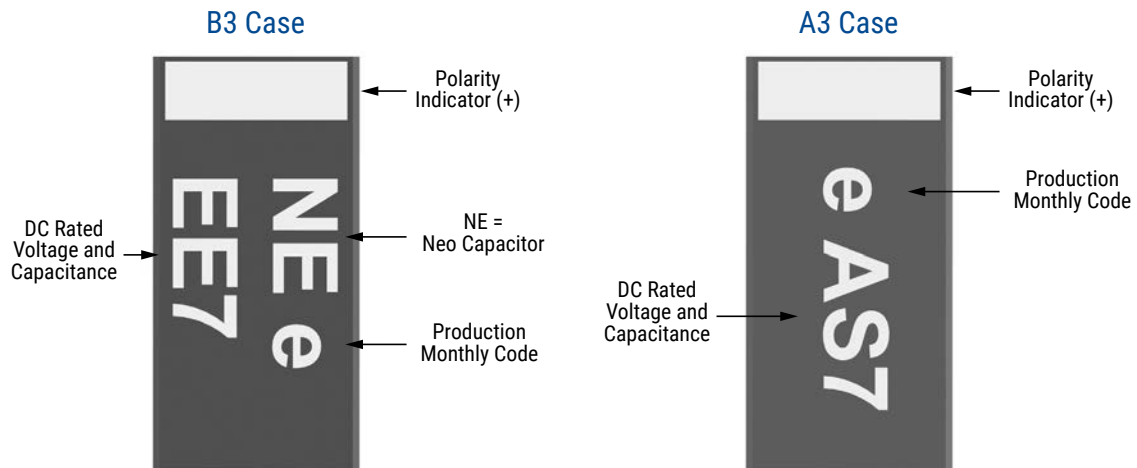 B3 Case
Polarity
Indicator (+)
NE e
EE7
DC Rated
Voltage and
Capacitance
NE =
Neo Capacitor
Production
Monthly Code
A3 Case
Polarity
Indicator (+)
e AS7
Production
Monthly Code
DC Rated
Voltage and
Capacitance